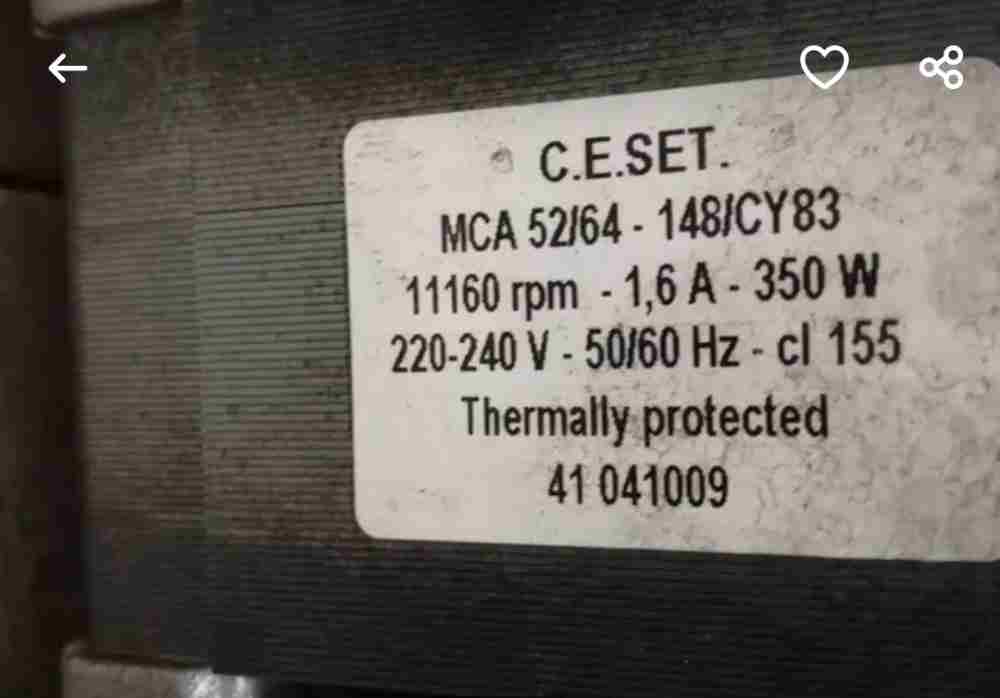 C.E.SET.
MCA 52/64 - 148/CY83
11160 rpm - 1,6 A - 350 W
220-240 V - 50/60 Hz - cl 155
Thermally protected
41 041009